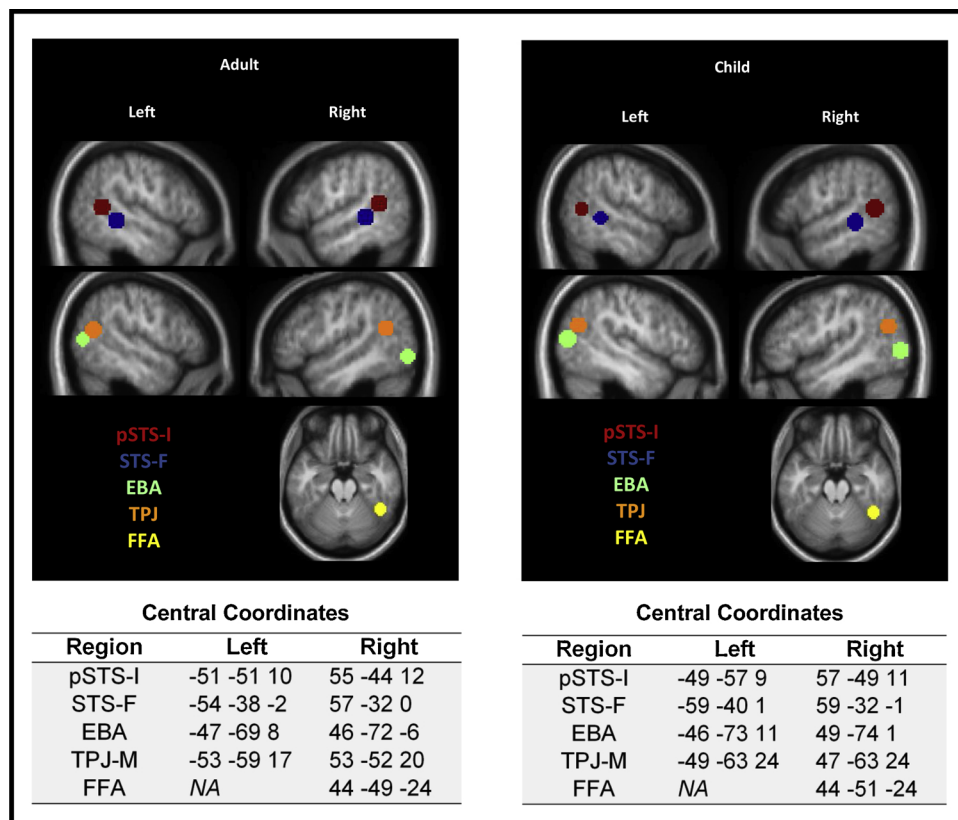 Adult
Left Right
pSTS-I
STS-F
EBA
TPJ
FFA
Central Coordinates
Region Left Right
pSTS-I -51 -51 10 55 -44 12
STS-F -54 -38 -2 57 -32 0
EBA -47 -69 8 46 -72 -6
TPJ-M -53 -59 17 53 -52 20
FFA NA 44 -49 -24
Child
Left Right
pSTS-I
STS-F
EBA
TPJ
FFA
Central Coordinates
Region Left Right
pSTS-I -49 -57 9 57 -49 11
STS-F -59 -40 1 59 -32 -1
EBA -46 -73 11 49 -74 1
TPJ-M -49 -63 24 47 -63 24
FFA NA 44 -51 -24